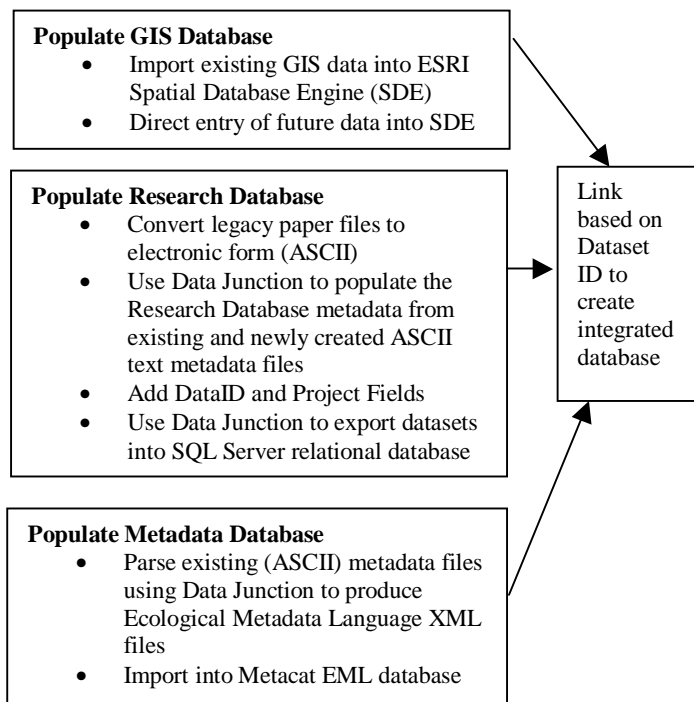 Populate GIS Database
• Import existing GIS data into ESRI
Spatial Database Engine (SDE)
• Direct entry of future data into SDE
Populate Research Database
• Convert legacy paper files to
electronic form (ASCII)
• Use Data Junction to populate the
Research Database metadata from
existing and newly created ASCII
text metadata files
• Add DataID and Project Fields
• Use Data Junction to export datasets
into SQL Server relational database
Populate Metadata Database
• Parse existing (ASCII) metadata files
using Data Junction to produce
Ecological Metadata Language XML
files
• Import into Metacat EML database
Link
based on
Dataset
ID to
create
integrated
database